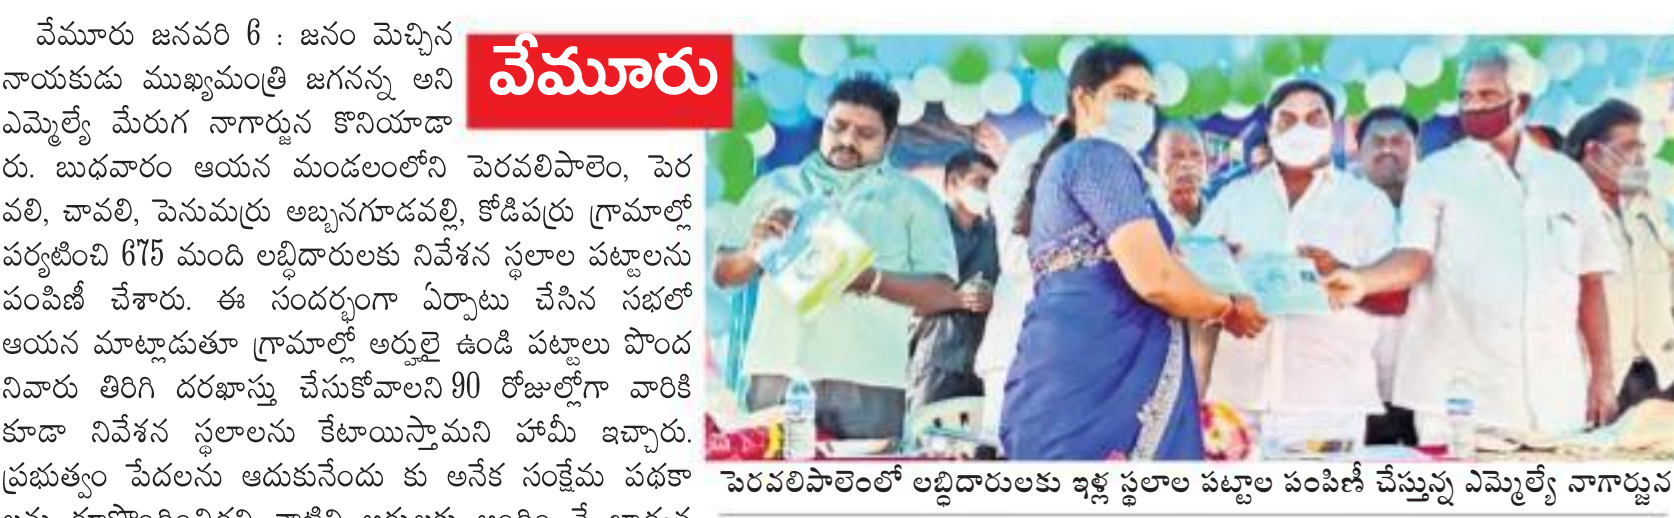 వేమూరు జనవరి 6 : జనం మెచ్చిన
నాయకుడు ముఖ్యమంత్రి జగనన్న అని
ఎమ్మెల్యే మేరుగ నాగార్జున కొనియాడా
రు. బుధవారం ఆయన మండలంలోని పెరవలిపాలెం, పెర
వలి, చావలి, పెనుమర్రు అబ్బనగూడవల్లి, కోడిపర్రు గ్రామాల్లో
పర్యటించి 675 మంది లబ్ధిదారులకు నివేశన స్థలాల పట్టాలను
పంపిణీ చేశారు. ఈ సందర్భంగా ఏర్పాటు చేసిన సభలో
ఆయన మాట్లాడుతూ గ్రామాల్లో అర్హులై ఉండి పట్టాలు పొంద
నివారు తిరిగి దరఖాస్తు చేసుకోవాలని 90 రోజుల్లోగా వారికి
కూడా నివేశన స్థలాలను కేటాయిస్తామని హామీ ఇచ్చారు.
ప్రభుత్వం పేదలను ఆదుకునేందు కు అనేక సంక్షేమ పథకా
వేమూరు
పెరవలిపాలెంలో లబ్ధిదారులకు ఇళ్ల స్థలాల పట్టాల పంపిణీ చేస్తున్న ఎమ్మెల్యే నాగార్జున